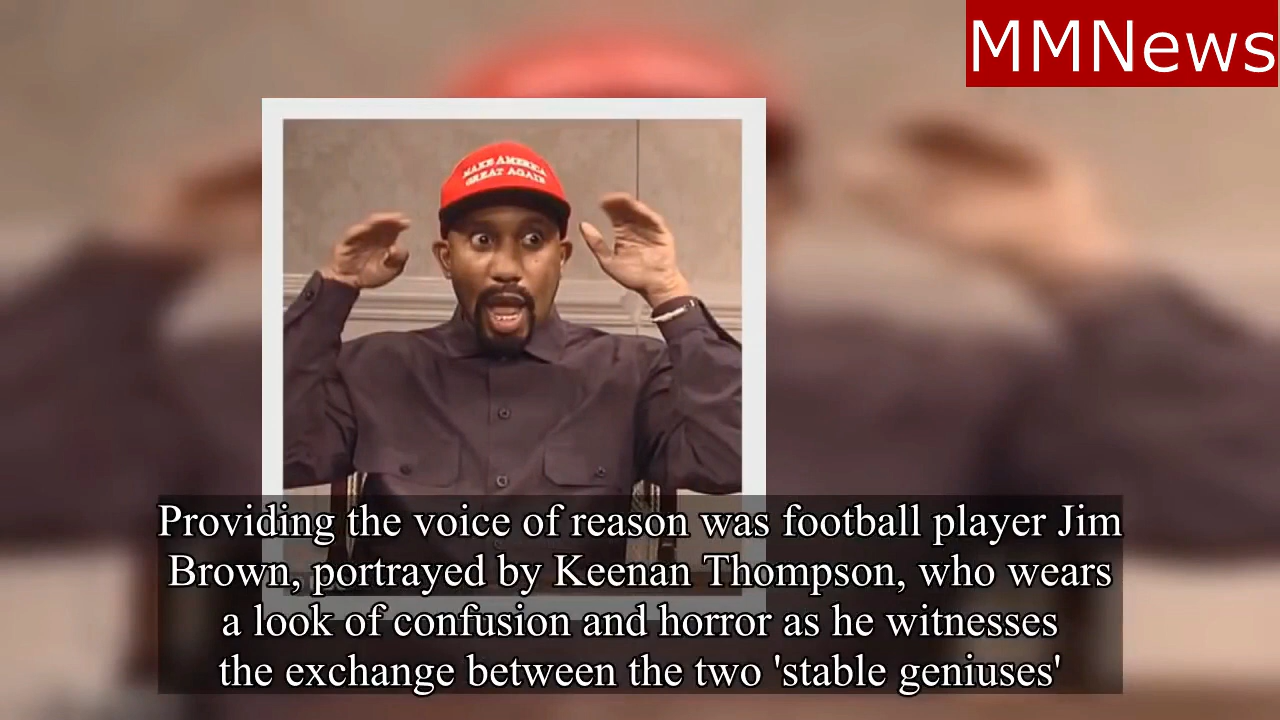 MMNews
MAKE AMERICA
GREAT AGAIN
Providing the voice of reason was football player Jim
Brown, portrayed by Keenan Thompson, who wears
a look of confusion and horror as he witnesses
the exchange between the two 'stable geniuses'